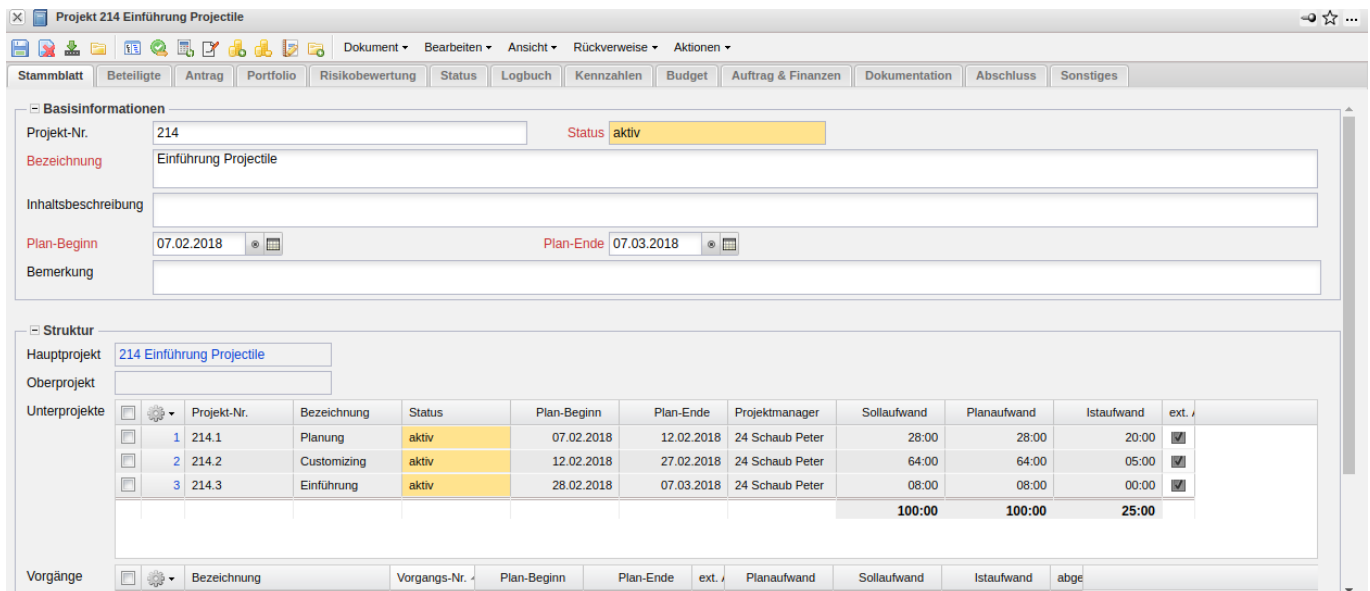 Projekt 214 Einführung Projectile
Dokument Bearbeiten Ansicht Rückverweise Aktionen
Stammblatt Beteiligte Antrag Portfolio Risikobewertung Status Logbuch Kennzahlen Budget Auftrag & Finanzen Dokumentation Abschluss Sonstiges
Basisinformationen
Projekt-Nr. 214 Status aktiv
Bezeichnung Einführung Projectile
Inhaltsbeschreibung
Plan-Beginn 07.02.2018 Plan-Ende 07.03.2018
Bemerkung
Struktur
Hauptprojekt 214 Einführung Projectile
Oberprojekt
Unterprojekte Projekt-Nr. Bezeichnung Status Plan-Beginn Plan-Ende Projektmanager Sollaufwand Planaufwand Istaufwand ext.
1 214.1 Planung aktiv 07.02.2018 12.02.2018 24 Schaub Peter 28:00 28:00 20:00
2 214.2 Customizing aktiv 12.02.2018 27.02.2018 24 Schaub Peter 64:00 64:00 05:00
3 214.3 Einführung aktiv 28.02.2018 07.03.2018 24 Schaub Peter 08:00 08:00 00:00
100:00 100:00 25:00
Vorgänge Bezeichnung Vorgangs-Nr. Plan-Beginn Plan-Ende ext. Planaufwand Sollaufwand Istaufwand abge